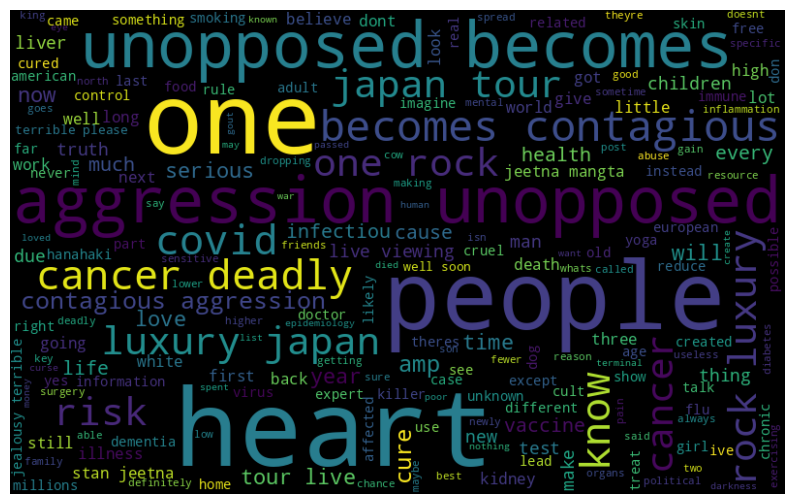 king came something smoking known believe dont theyre related skin doesnt spread
liver eye unopposed becomes look real free specific
cured japan tour don
american north last food rule adult got children high
now control imagine world give good sometime
goes well long one becomes contagious little immune lot inflammation
terrible please may gout passed cow post abuse gain
far truth serious dropping one rock health every
work never much next mental making jeetna mangta instead resource
mind aggression unopposed
say war human
loved part covid infectiou cause isn european
due hanahaki sensitive friends live viewing cruel man old yoga will create possible
cancer deadly died well soon death want whats called reduce
contagious aggression lower doctor likely people
right deadly higher epidemiology love theres time three created
key going luxury japan list son fewer reason age useless
life curse white getting amp see dog terminal show thing diabetes
jealousy terrible yes information first back year sure case except cult talk
money surgery spent poor expert killer unknown different said flu always
risk virus heart nothing use vaccine know cancer rock luxury
still able dementia low affected cure new test pain girl ive chronic
illness maybe lead make treat two
stan jeetna tour live kidney organs political exercising
millions family definitely home chance best darkness